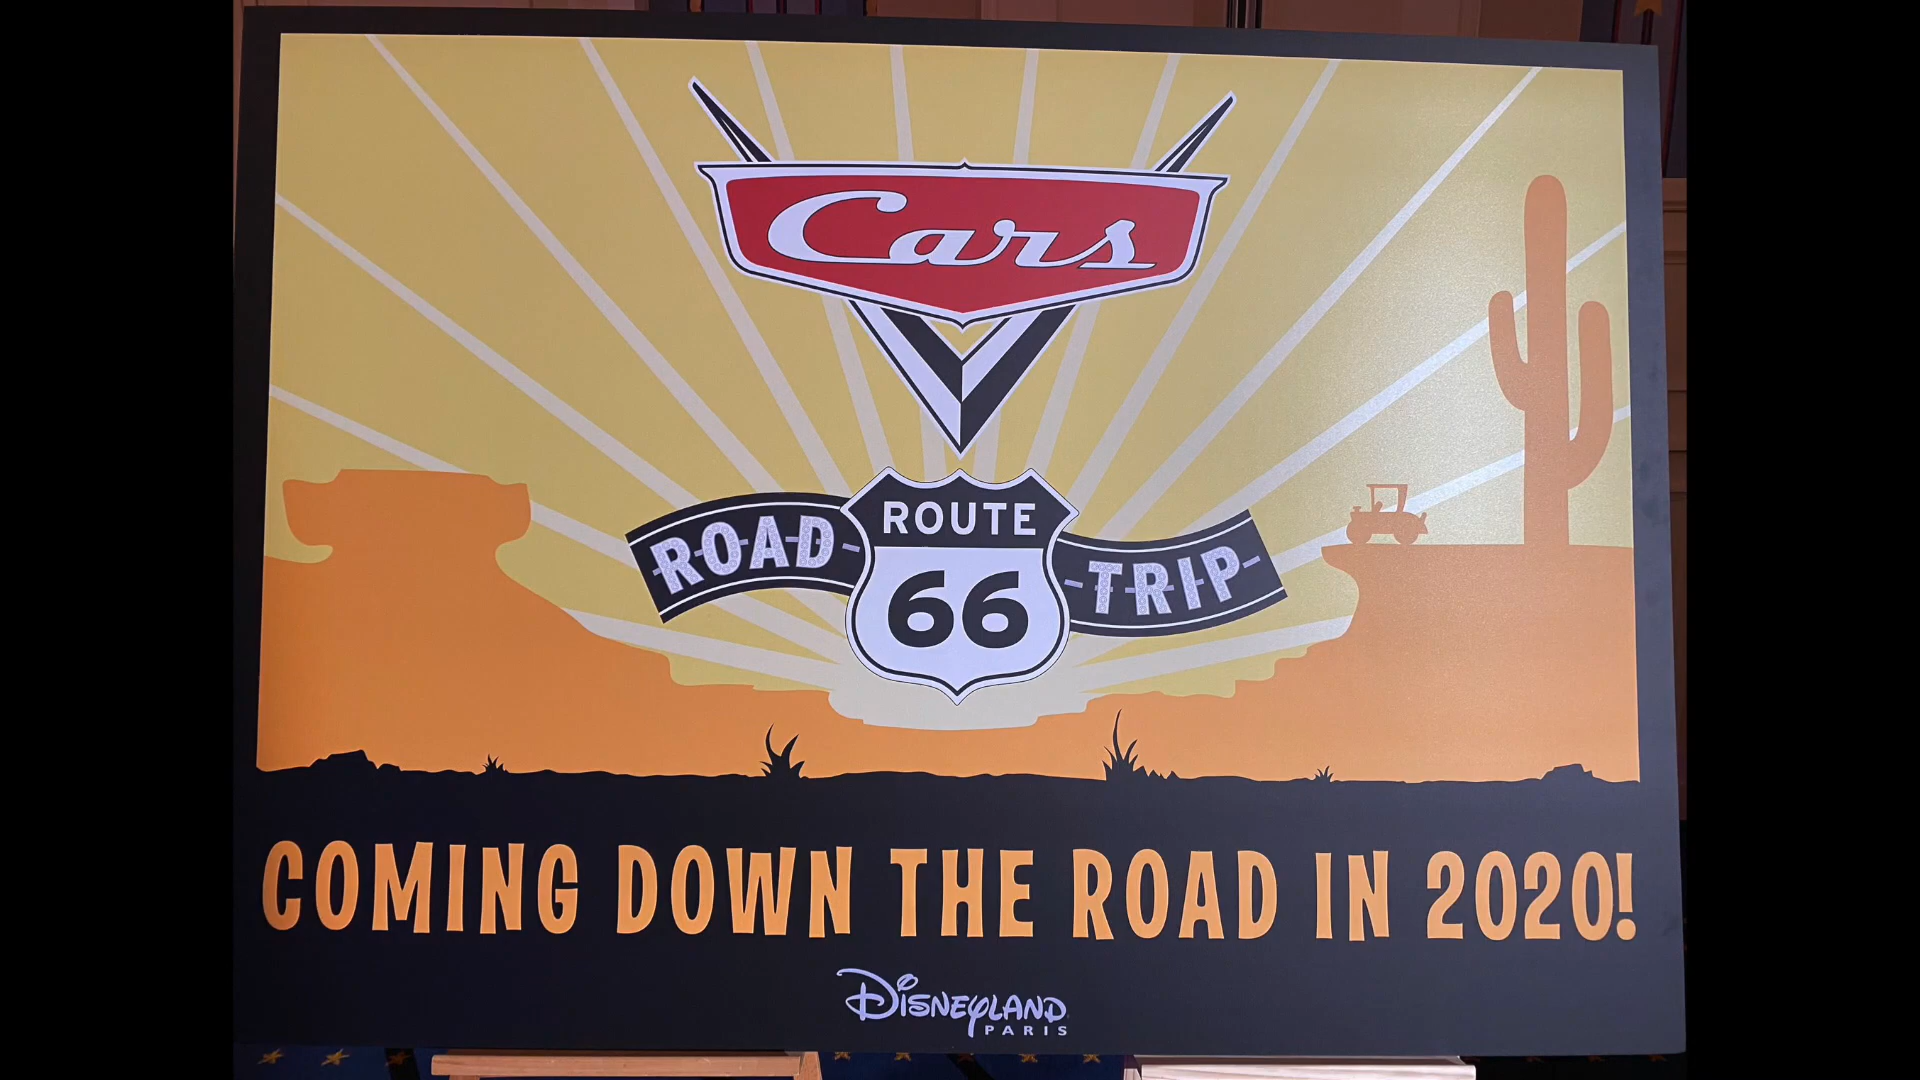 Cars
ROAD
ROUTE
66
TRIP
COMING DOWN THE ROAD IN 2020!
DISNEYLAND
PARIS